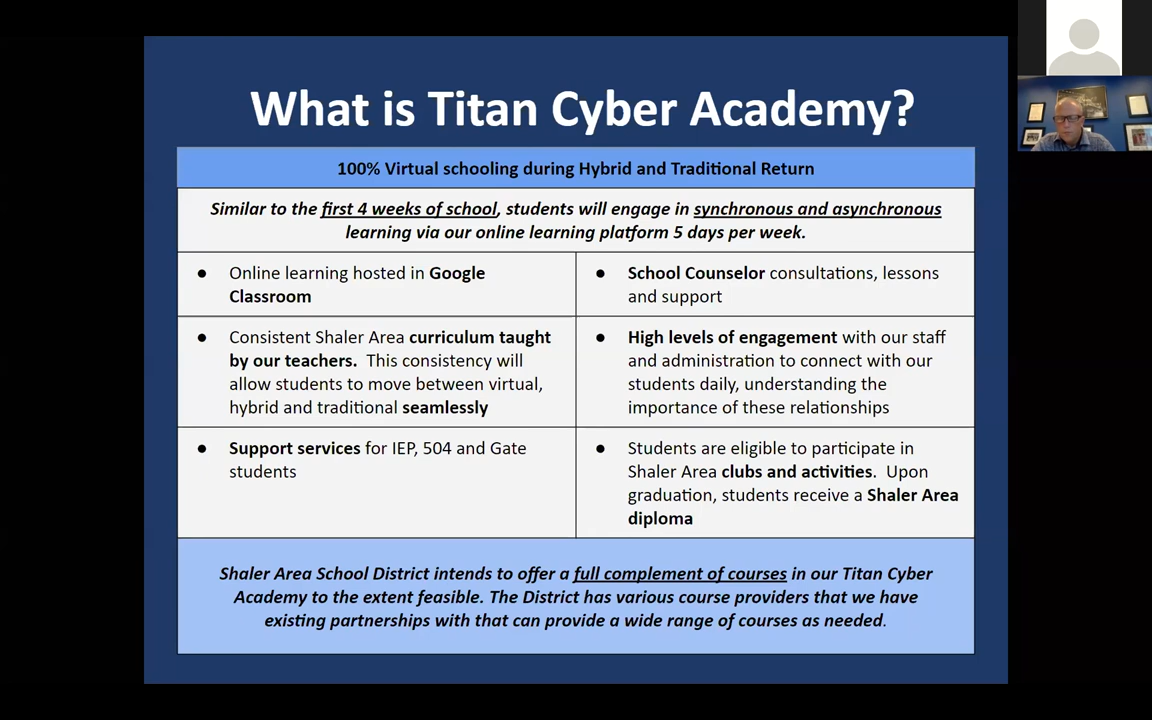 What is Titan Cyber Academy?
100% Virtual schooling during Hybrid and Traditional Return
Similar to the first 4 weeks of school, students will engage in synchronous and asynchronous
learning via our online learning platform 5 days per week.
● Online learning hosted in Google
Classroom
● School Counselor consultations, lessons
and support
● Consistent Shaler Area curriculum taught
by our teachers. This consistency will
allow students to move between virtual,
hybrid and traditional seamlessly
● High levels of engagement with our staff
and administration to connect with our
students daily, understanding the
importance of these relationships
● Support services for IEP, 504 and Gate
students
● Students are eligible to participate in
Shaler Area clubs and activities. Upon
graduation, students receive a Shaler Area
diploma
Shaler Area School District intends to offer a full complement of courses in our Titan Cyber
Academy to the extent feasible. The District has various course providers that we have
existing partnerships with that can provide a wide range of courses as needed.